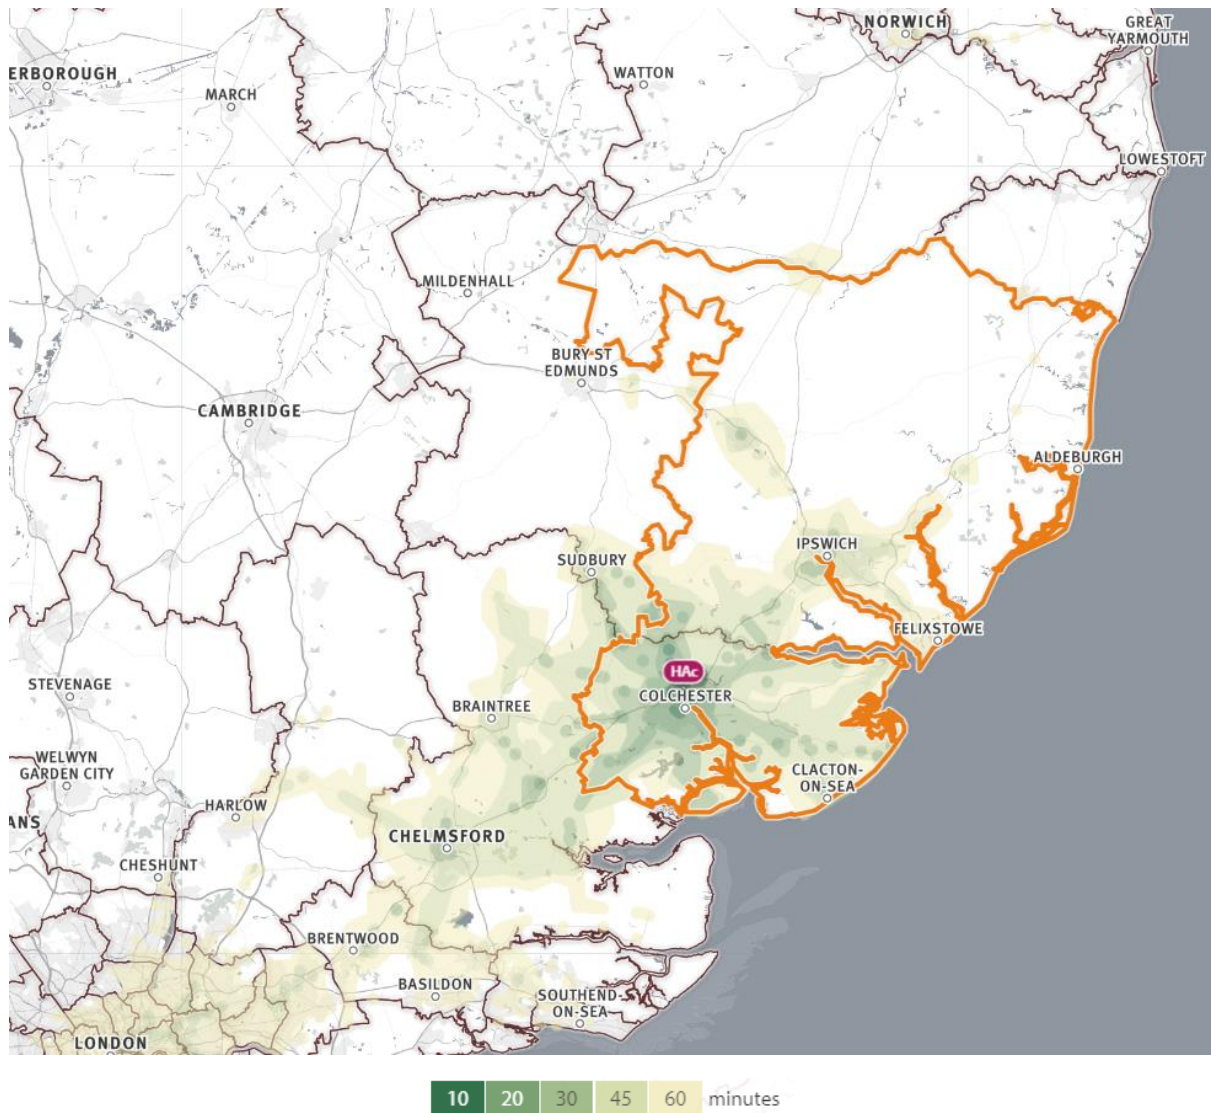 NORWICH
GREAT
YARMOUTH
ERBOROUGH
WATTON
MARCH
LOWESTOFT
MILDENHALL
BURY ST
EDMUNDS
CAMBRIDGE
ALDEBURGH
IPSWICH
SUDBURY
FELIXSTOWE
HAc
STEVENAGE
COLCHESTER
BRAINTREE
WELWYN
GARDEN CITY
CLACTON-
ON-SEA
HARLOW
ANS
CHELMSFORD
CHESHUNT
BRENTWOOD
BASILDON
SOUTHEND-
ON-SEA
LONDON
10 20 30 45 60 minutes